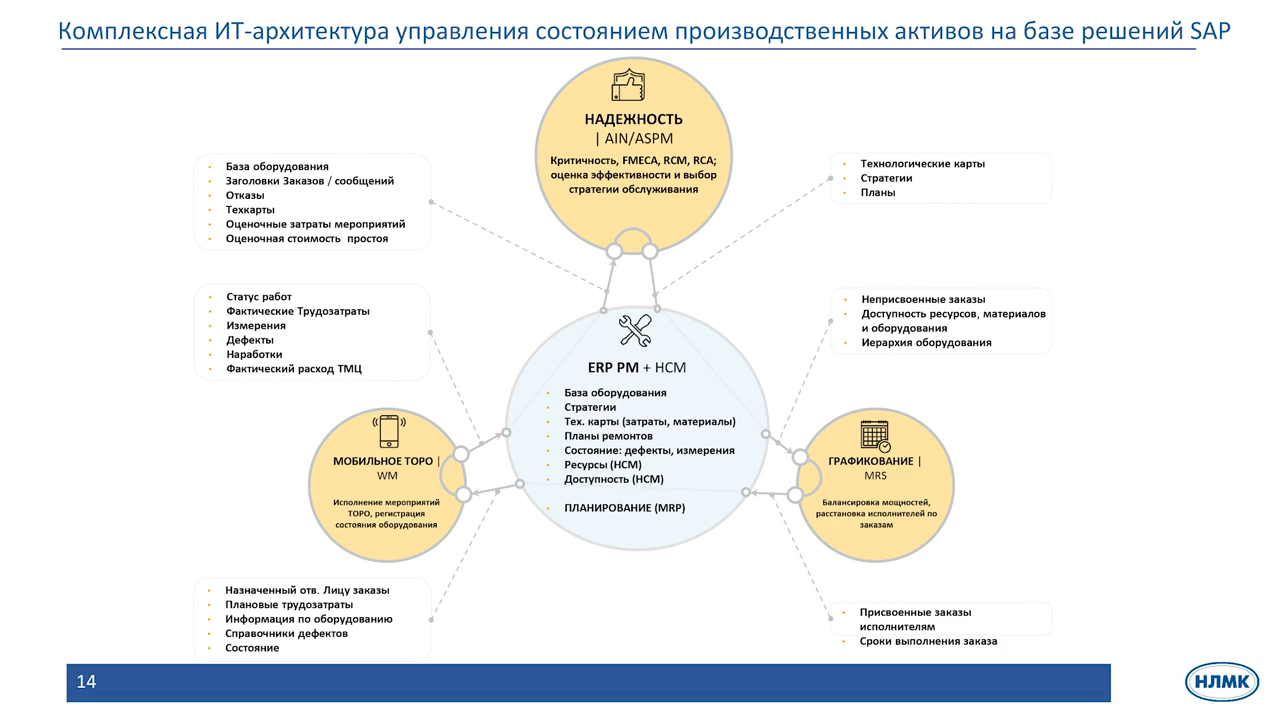 Комплексная ИТ-архитектура управления состоянием производственных активов на базе решений SAP
НАДЕЖНОСТЬ
| AIN/ASPM
Критичность, FMECA, RCM, RCA;
оценка эффективности и выбор
стратегии обслуживания
• База оборудования
• Заголовки Заказов / сообщений
• Отказы
• Техкарты
• Оценочные затраты мероприятий
• Оценочная стоимость простоя
• Технологические карты
• Стратегии
• Планы
• Статус работ
• Фактические Трудозатраты
• Измерения
• Дефекты
• Наработки
• Фактический расход ТМЦ
• Неприсвоенные заказы
• Доступность ресурсов, материалов
и оборудования
• Иерархия оборудования
ERP PM + HCM
• База оборудования
• Стратегии
• Тех. карты (затраты, материалы)
• Планы ремонтов
• Состояние: дефекты, измерения
• Ресурсы (HCM)
• Доступность (HCM)
• ПЛАНИРОВАНИЕ (MRP)
МОБИЛЬНОЕ ТОРО |
WM
Исполнение мероприятий
ТОРО, регистрация
состояния оборудования
ГРАФИКОВАНИЕ |
MRS
Балансировка мощностей,
расстановка исполнителей по
заказам
• Назначенный отв. Лицу заказы
• Плановые трудозатраты
• Информация по оборудованию
• Справочники дефектов
• Состояние
• Присвоенные заказы
исполнителям
• Сроки выполнения заказа
14
НЛМК